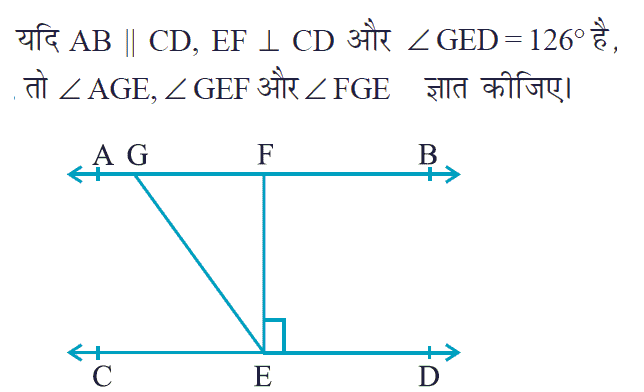 यदि AB || CD, EF ⊥ CD और ∠GED = 126° है,
तो ∠AGE, ∠GEF और ∠FGE ज्ञात कीजिए।
A G F B
C E D